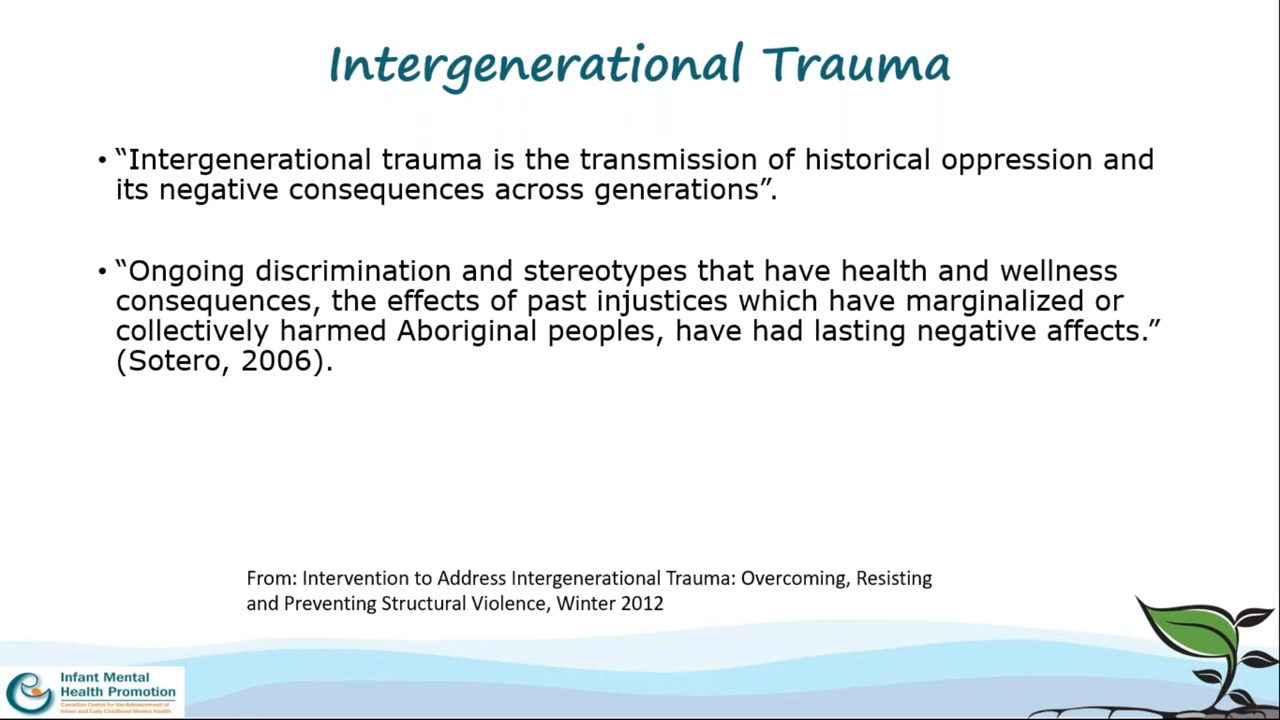 Intergenerational Trauma
• “Intergenerational trauma is the transmission of historical oppression and
its negative consequences across generations”.
• “Ongoing discrimination and stereotypes that have health and wellness
consequences, the effects of past injustices which have marginalized or
collectively harmed Aboriginal peoples, have had lasting negative affects.”
(Sotero, 2006).
From: Intervention to Address Intergenerational Trauma: Overcoming, Resisting
and Preventing Structural Violence, Winter 2012
Infant Mental
Health Promotion
Canadian Centre for the Advancement of
Infant and Early Childhood Mental Health